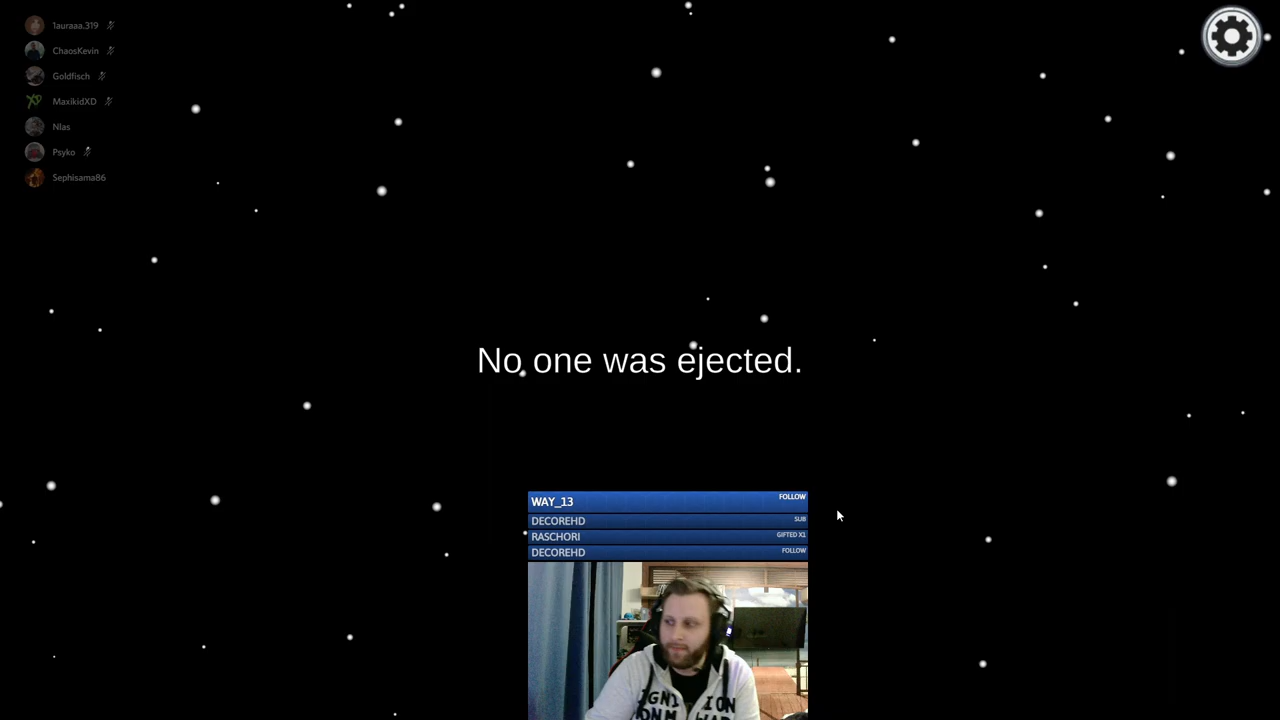 1auraaa.319
ChaosKevin
Goldfisch
MaxikidXD
Nlas
Psyko
Sephisama86
No one was ejected.
WAY_13 FOLLOW
DECOREHD SUB
RASCHORI GIFTED X1
DECOREHD FOLLOW